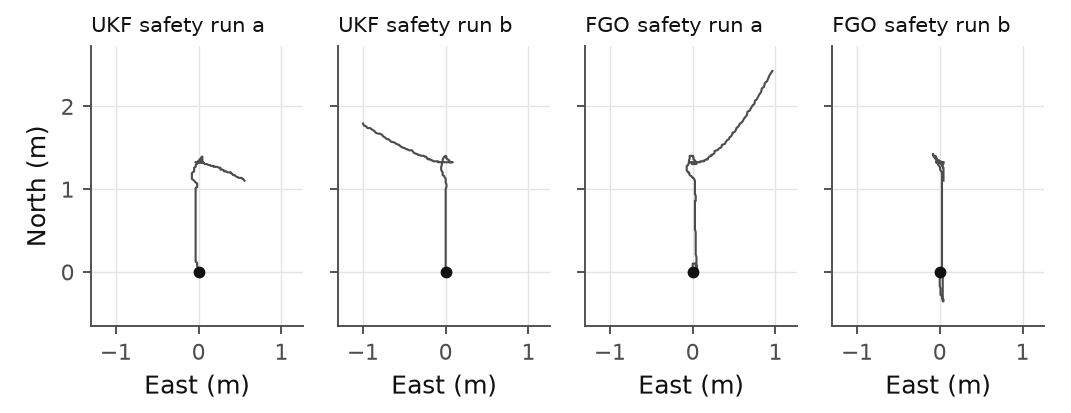 UKF safety run a
UKF safety run b
FGO safety run a
FGO safety run b
North (m)
2
1
0
−1 0 1
−1 0 1
−1 0 1
−1 0 1
East (m)
East (m)
East (m)
East (m)